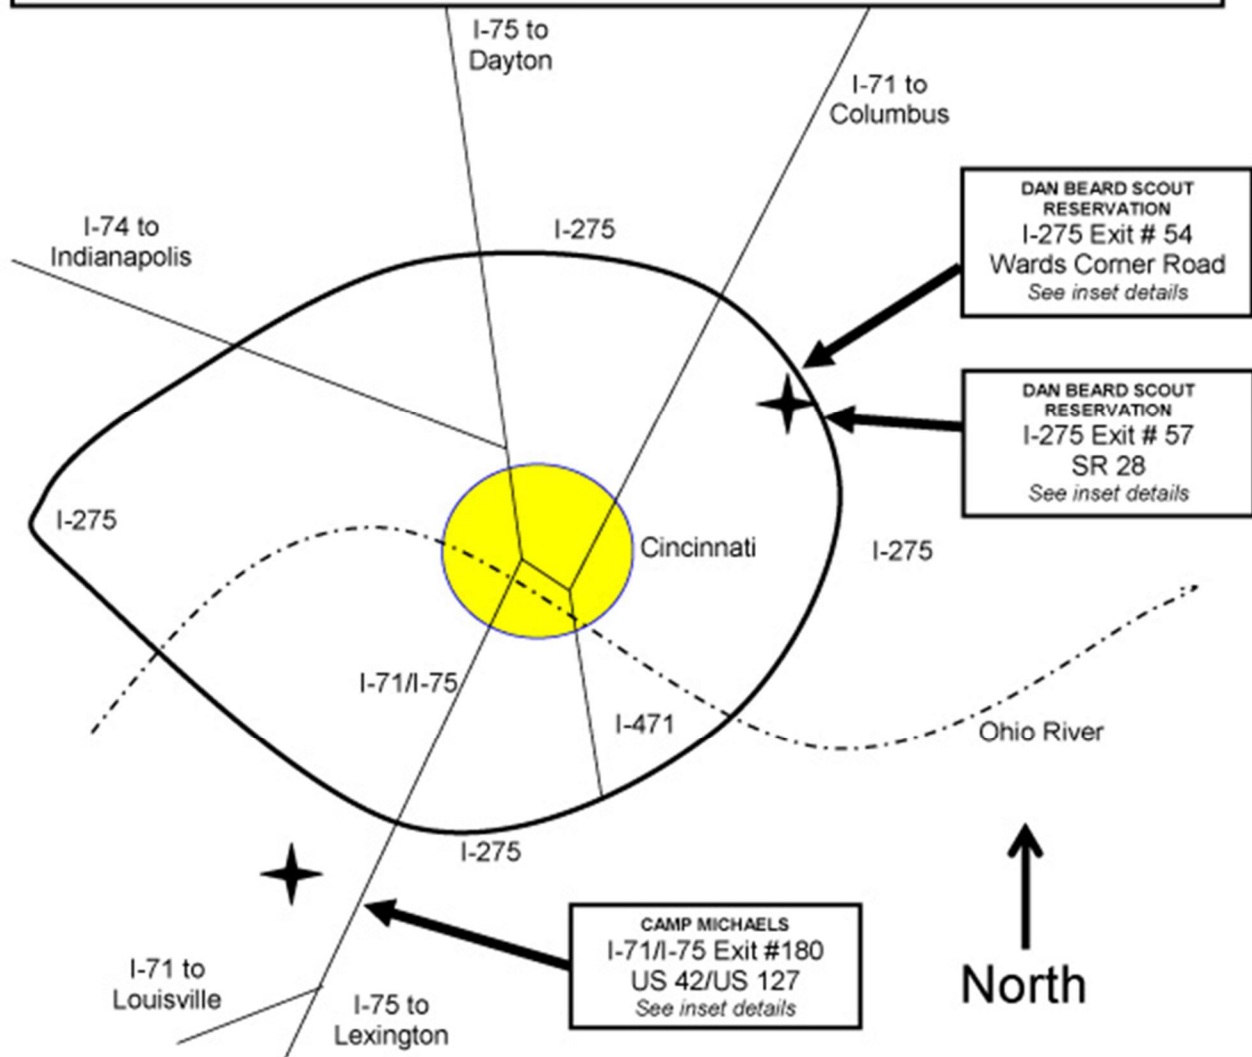 I-75 to
Dayton
I-71 to
Columbus
DAN BEARD SCOUT
RESERVATION
I-275 Exit # 54
Wards Corner Road
See inset details
I-74 to
Indianapolis
I-275
DAN BEARD SCOUT
RESERVATION
I-275 Exit # 57
SR 28
See inset details
I-275
Cincinnati
I-275
I-71/I-75
I-471
Ohio River
I-275
CAMP MICHAELS
I-71/I-75 Exit #180
US 42/US 127
See inset details
North
I-71 to
Louisville
I-75 to
Lexington